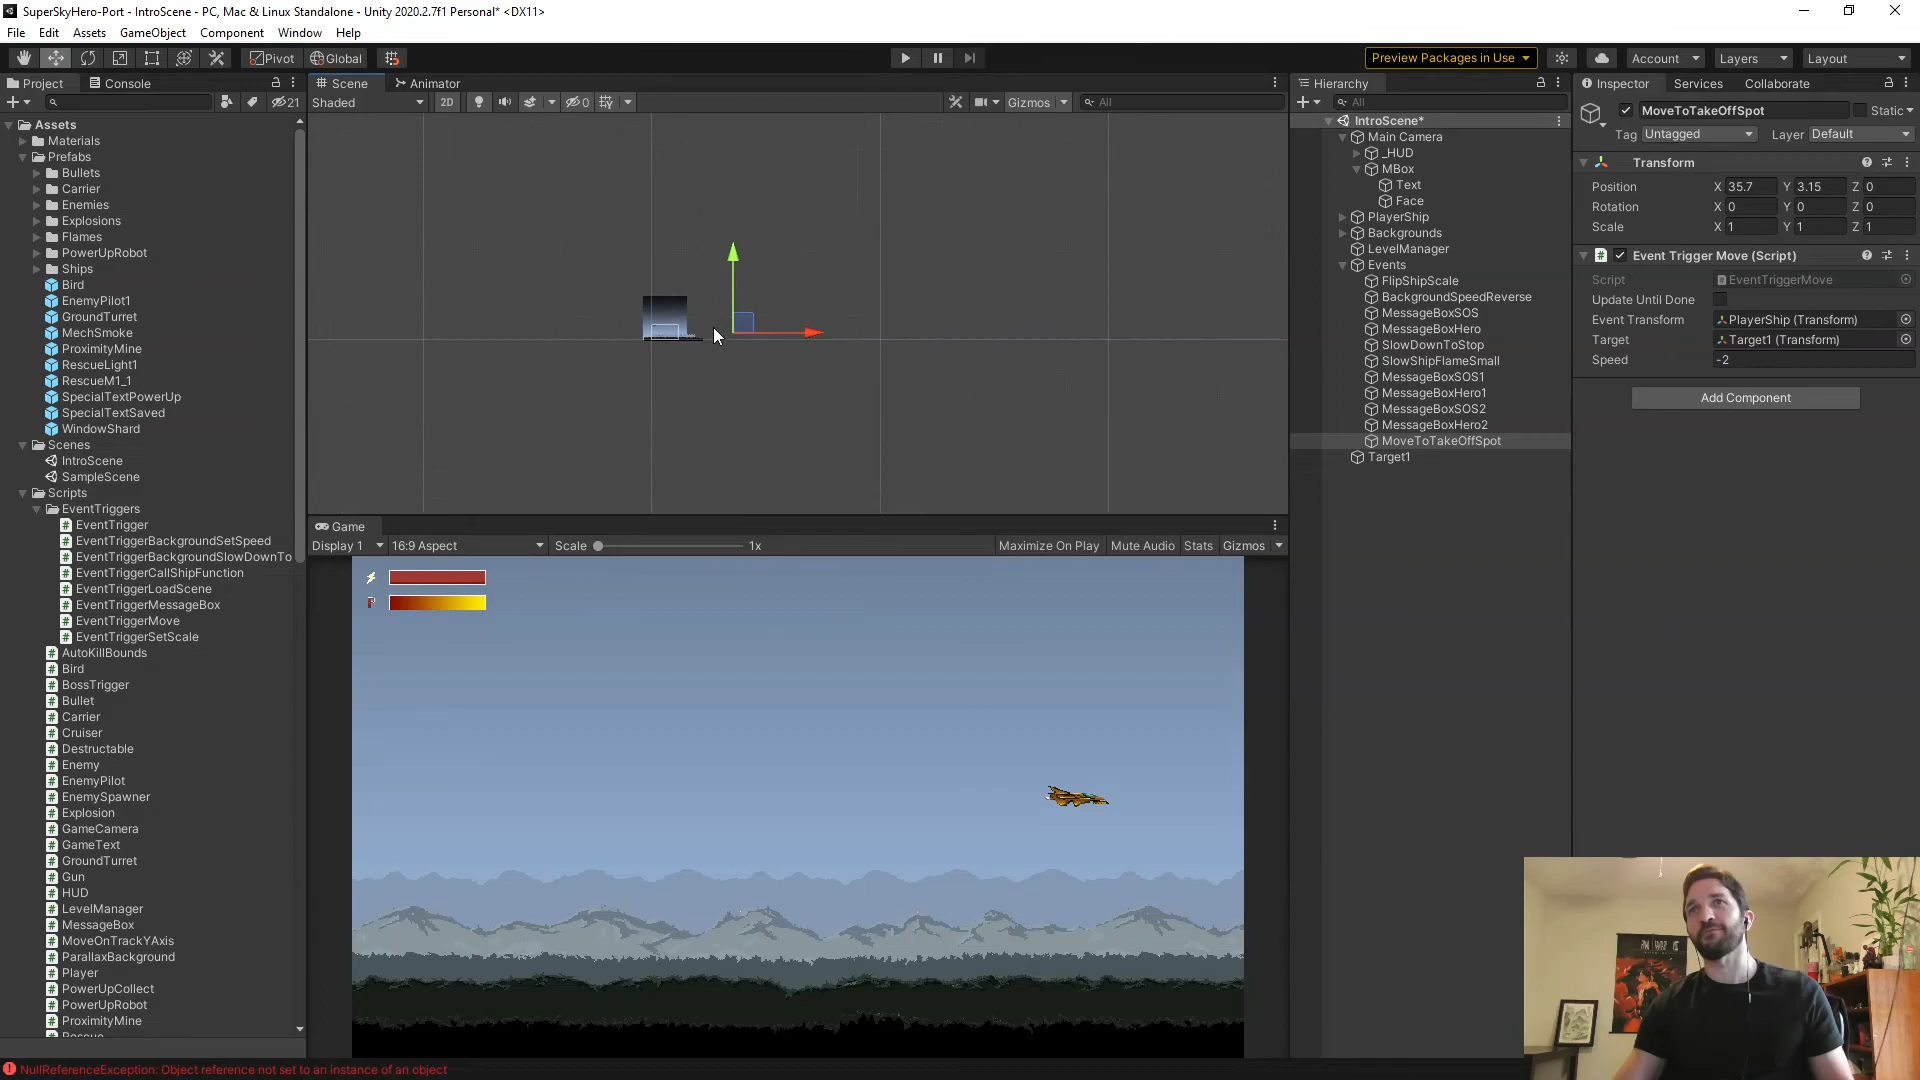 SuperSkyHero-Port - IntroScene - PC, Mac & Linux Standalone - Unity 2020.2.7f1 Personal* <DX11>
File Edit Assets GameObject Component Window Help
Pivot Global Preview Packages in Use Account Layers Layout
Project Console
21
Assets
Materials
Prefabs
Bullets
Carrier
Enemies
Explosions
Flames
PowerUpRobot
Ships
Bird
EnemyPilot1
GroundTurret
MechSmoke
ProximityMine
RescueLight1
RescueM1_1
SpecialTextPowerUp
SpecialTextSaved
WindowShard
Scenes
IntroScene
SampleScene
Scripts
EventTriggers
EventTrigger
EventTriggerBackgroundSetSpeed
EventTriggerBackgroundSlowDownTo
EventTriggerCallShipFunction
EventTriggerLoadScene
EventTriggerMessageBox
EventTriggerMove
EventTriggerSetScale
AutoKillBounds
Bird
BossTrigger
Bullet
Carrier
Cruiser
Destructable
Enemy
EnemyPilot
EnemySpawner
Explosion
GameCamera
GameText
GroundTurret
Gun
HUD
LevelManager
MessageBox
MoveOnTrackYAxis
ParallaxBackground
Player
PowerUpCollect
PowerUpRobot
ProximityMine
Scene Animator
Shaded 2D 0 Gizmos All
Game
Display 1 16:9 Aspect Scale 1x Maximize On Play Mute Audio Stats Gizmos
P
Hierarchy
All
IntroScene*
Main Camera
_HUD
MBox
Text
Face
PlayerShip
Backgrounds
LevelManager
Events
FlipShipScale
BackgroundSpeedReverse
MessageBoxSOS
MessageBoxHero
SlowDownToStop
SlowShipFlameSmall
MessageBoxSOS1
MessageBoxHero1
MessageBoxSOS2
MessageBoxHero2
MoveToTakeOffSpot
Target1
Inspector Services Collaborate
MoveToTakeOffSpot Static
Tag Untagged Layer Default
Transform
Position X 35.7 Y 3.15 Z 0
Rotation X 0 Y 0 Z 0
Scale X 1 Y 1 Z 1
Event Trigger Move (Script)
Script EventTriggerMove
Update Until Done
Event Transform PlayerShip (Transform)
Target Target1 (Transform)
Speed -2
Add Component
NullReferenceException: Object reference not set to an instance of an object